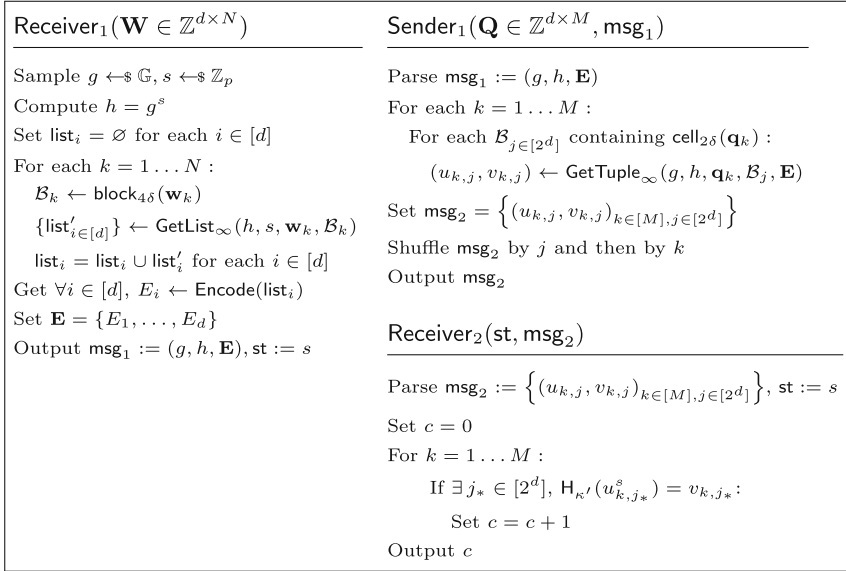 Receiver₁(W ∈ ℤ^{d×N})
Sample g ←$ 𝔾, s ←$ ℤ_p
Compute h = g^s
Set list_i = ∅ for each i ∈ [d]
For each k = 1 . . . N :
ℬ_k ← block_{4δ}(w_k)
{list′_{i∈[d]}} ← GetList_∞(h, s, w_k, ℬ_k)
list_i = list_i ∪ list′_i for each i ∈ [d]
Get ∀i ∈ [d], E_i ← Encode(list_i)
Set E = {E_1, . . . , E_d}
Output msg_1 := (g, h, E), st := s
Sender₁(Q ∈ ℤ^{d×M}, msg_1)
Parse msg_1 := (g, h, E)
For each k = 1 . . . M :
For each ℬ_{j∈[2^d]} containing cell_{2δ}(q_k) :
(u_{k,j}, v_{k,j}) ← GetTuple_∞(g, h, q_k, ℬ_j, E)
Set msg_2 = {(u_{k,j}, v_{k,j})_{k∈[M],j∈[2^d]}}
Shuffle msg_2 by j and then by k
Output msg_2
Receiver₂(st, msg_2)
Parse msg_2 := {(u_{k,j}, v_{k,j})_{k∈[M],j∈[2^d]}}, st := s
Set c = 0
For k = 1 . . . M :
If ∃ j_* ∈ [2^d], H_{κ′}(u^s_{k,j_*}) = v_{k,j_*}:
Set c = c + 1
Output c